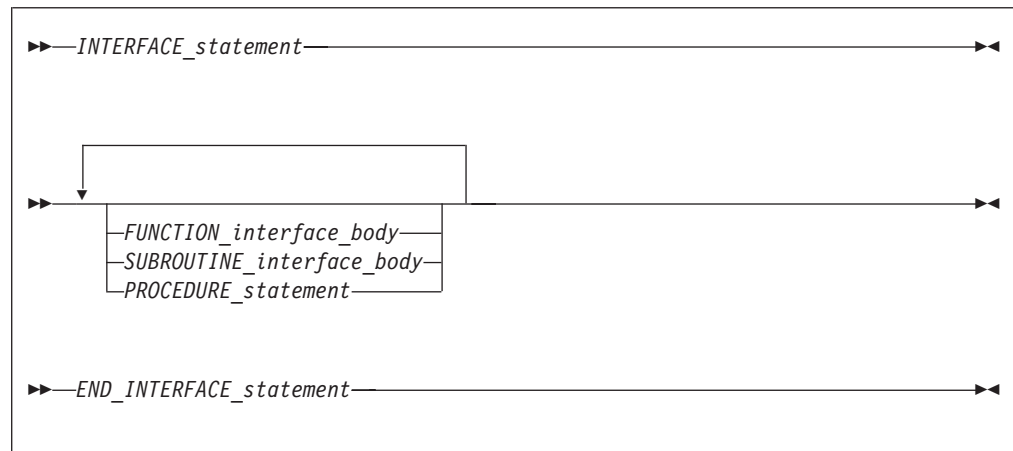 INTERFACE_statement
FUNCTION_interface_body
SUBROUTINE_interface_body
PROCEDURE_statement
END_INTERFACE_statement